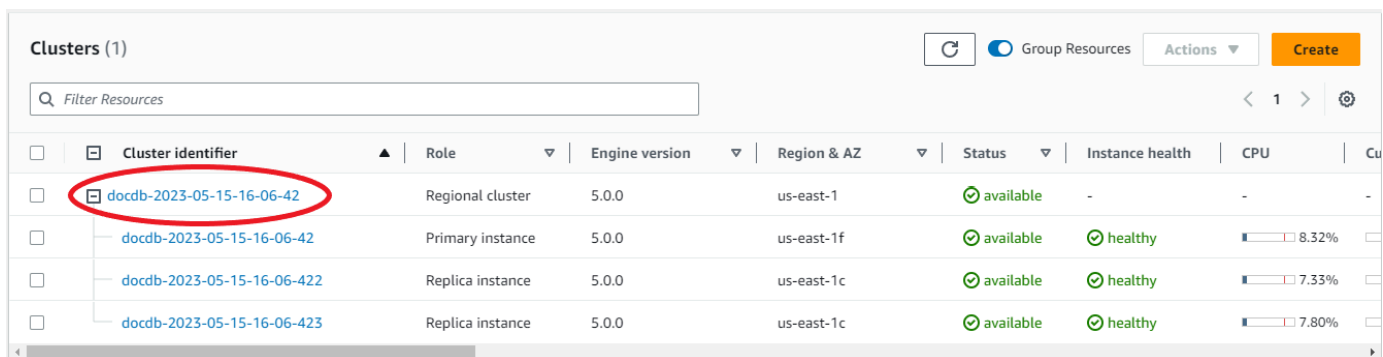 Clusters (1)
Group Resources Actions Create
Filter Resources
1
Cluster identifier Role Engine version Region & AZ Status Instance health CPU Cu
docdb-2023-05-15-16-06-42 Regional cluster 5.0.0 us-east-1 available - - -
docdb-2023-05-15-16-06-42 Primary instance 5.0.0 us-east-1f available healthy 8.32%
docdb-2023-05-15-16-06-422 Replica instance 5.0.0 us-east-1c available healthy 7.33%
docdb-2023-05-15-16-06-423 Replica instance 5.0.0 us-east-1c available healthy 7.80%